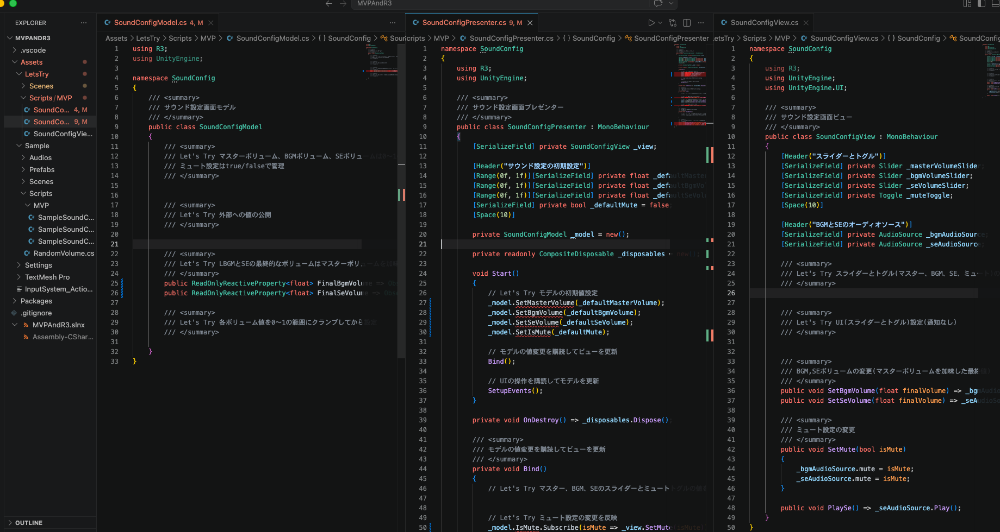 MVPAndR3
EXPLORER
MVPANDR3
.vscode
Assets
LetsTry
Scenes
Scripts/MVP
SoundCo... 4, M
SoundCo... 9, M
SoundConfigVie...
Sample
Audios
Prefabs
Scenes
Scripts
MVP
SampleSoundC...
SampleSoundC...
SampleSoundC...
RandomVolume.cs
Settings
TextMesh Pro
InputSystem_Actio...
Packages
.gitignore
MVPAndR3.slnx
Assembly-CShar...
OUTLINE
SoundConfigModel.cs 4, M
Assets > LetsTry > Scripts > MVP > SoundConfigModel.cs > { } SoundConfig >
1 using R3;
2 using UnityEngine;
3
4 namespace SoundConfig
5 {
6 /// <summary>
7 /// サウンド設定画面モデル
8 /// </summary>
9 public class SoundConfigModel
10 {
11 /// <summary>
12 /// Let's Try マスターボリューム、BGMボリューム、SEボリュームは0〜1
13 /// ミュート設定はtrue/falseで管理
14 /// </summary>
15
16
17 /// <summary>
18 /// Let's Try 外部への値の公開
19 /// </summary>
20
21
22 /// <summary>
23 /// Let's Try LBGMとSEの最終的なボリュームはマスターボリュームを加味
24 /// </summary>
25 public ReadOnlyReactiveProperty<float> FinalBgmVolume => Obs
26 public ReadOnlyReactiveProperty<float> FinalSeVolume => Obse
27
28 /// <summary>
29 /// Let's Try 各ボリューム値を0〜1の範囲にクランプしてから設定
30 /// </summary>
31
32 }
33 }
SoundConfigPresenter.cs 9, M
Scripts > MVP > SoundConfigPresenter.cs > { } SoundConfig > SoundConfigPresenter
1 namespace SoundConfig
2 {
3 using R3;
4 using UnityEngine;
5
6 /// <summary>
7 /// サウンド設定画面プレゼンター
8 /// </summary>
9 public class SoundConfigPresenter : MonoBehaviour
10 {
11 [SerializeField] private SoundConfigView _view;
12
13 [Header("サウンド設定の初期設定")]
14 [Range(0f, 1f)][SerializeField] private float _defaultMaster
15 [Range(0f, 1f)][SerializeField] private float _defaultBgmVo
16 [Range(0f, 1f)][SerializeField] private float _defaultSeVolu
17 [SerializeField] private bool _defaultMute = false;
18 [Space(10)]
19
20 private SoundConfigModel _model = new();
21
22 private readonly CompositeDisposable _disposables = new();
23
24 void Start()
25 {
26 // Let's Try モデルの初期値設定
27 _model.SetMasterVolume(_defaultMasterVolume);
28 _model.SetBgmVolume(_defaultBgmVolume);
29 _model.SetSeVolume(_defaultSeVolume);
30 _model.SetIsMute(_defaultMute);
31
32 // モデルの値変更を購読してビューを更新
33 Bind();
34
35 // UIの操作を購読してモデルを更新
36 SetupEvents();
37 }
38
39 private void OnDestroy() => _disposables.Dispose();
40
41 /// <summary>
42 /// モデルの値変更を購読してビューを更新
43 /// </summary>
44 private void Bind()
45 {
46 // Let's Try マスター、BGM、SEのスライダーとミュートトグルの値
47
48
49 // Let's Try ミュート設定の変更を反映
50 _model.IsMute.Subscribe(isMute => _view.SetMute(isMute)
SoundConfigView.cs
LetsTry > Scripts > MVP > SoundConfigView.cs > { } SoundConfig > SoundConfig
1 namespace SoundConfig
2 {
3 using R3;
4 using UnityEngine;
5 using UnityEngine.UI;
6
7 /// <summary>
8 /// サウンド設定画面ビュー
9 /// </summary>
10 public class SoundConfigView : MonoBehaviour
11 {
12 [Header("スライダーとトグル")]
13 [SerializeField] private Slider _masterVolumeSlider;
14 [SerializeField] private Slider _bgmVolumeSlider;
15 [SerializeField] private Slider _seVolumeSlider;
16 [SerializeField] private Toggle _muteToggle;
17 [Space(10)]
18
19 [Header("BGMとSEのオーディオソース")]
20 [SerializeField] private AudioSource _bgmAudioSource;
21 [SerializeField] private AudioSource _seAudioSource;
22
23 /// <summary>
24 /// Let's Try スライダーとトグル(マスター、BGM、SE、ミュート)の
25 /// </summary>
26
27
28 /// <summary>
29 /// Let's Try UI(スライダーとトグル)設定(通知なし)
30 /// </summary>
31
32
33 /// <summary>
34 /// BGM,SEボリュームの変更(マスターボリュームを加味した最終値)
35 /// </summary>
36 public void SetBgmVolume(float finalVolume) => _bgmAudio
37 public void SetSeVolume(float finalVolume) => _seAudioSo
38
39 /// <summary>
40 /// ミュート設定の変更
41 /// </summary>
42 public void SetMute(bool isMute)
43 {
44 _bgmAudioSource.mute = isMute;
45 _seAudioSource.mute = isMute;
46 }
47
48 public void PlaySe() => _seAudioSource.Play();
49 }
50 }